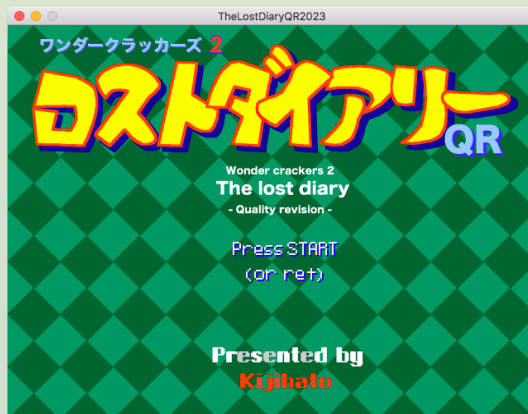 TheLostDiaryQR2023
ワンダークラッカーズ 2
ロストダイアリー
QR
Wonder crackers 2
The lost diary
- Quality revision -
Press START
(or ret)
Presented by
Kijibato